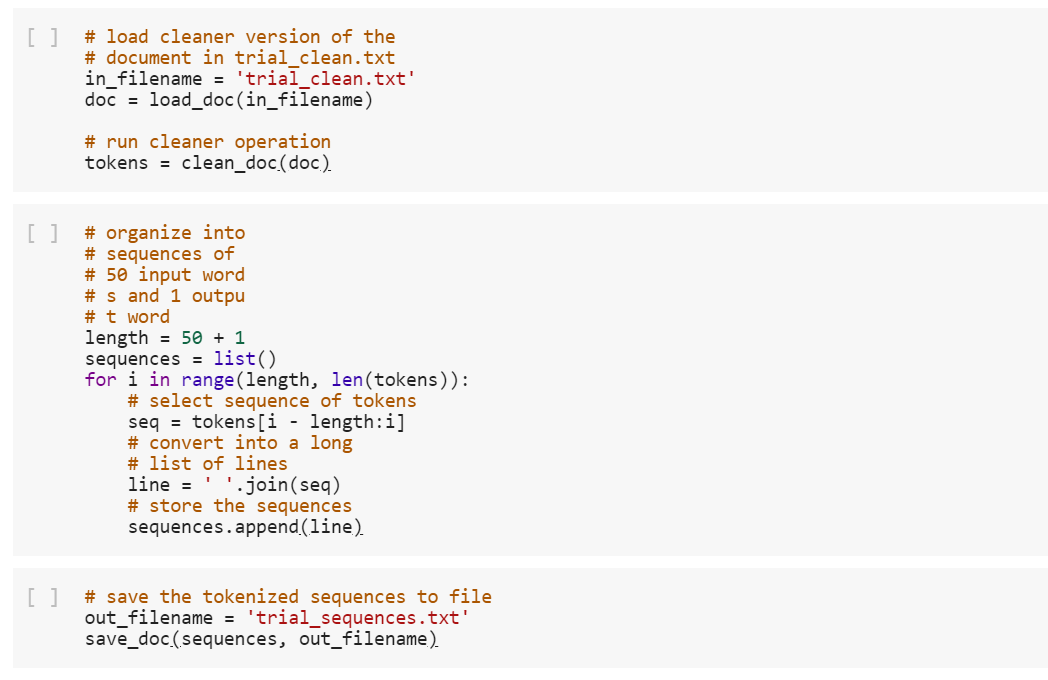 [ ] # load cleaner version of the
# document in trial_clean.txt
in_filename = 'trial_clean.txt'
doc = load_doc(in_filename)

# run cleaner operation
tokens = clean_doc(doc)

[ ] # organize into
# sequences of
# 50 input word
# s and 1 outpu
# t word
length = 50 + 1
sequences = list()
for i in range(length, len(tokens)):
    # select sequence of tokens
    seq = tokens[i - length:i]
    # convert into a long
    # list of lines
    line = ' '.join(seq)
    # store the sequences
    sequences.append(line)

[ ] # save the tokenized sequences to file
out_filename = 'trial_sequences.txt'
save_doc(sequences, out_filename)